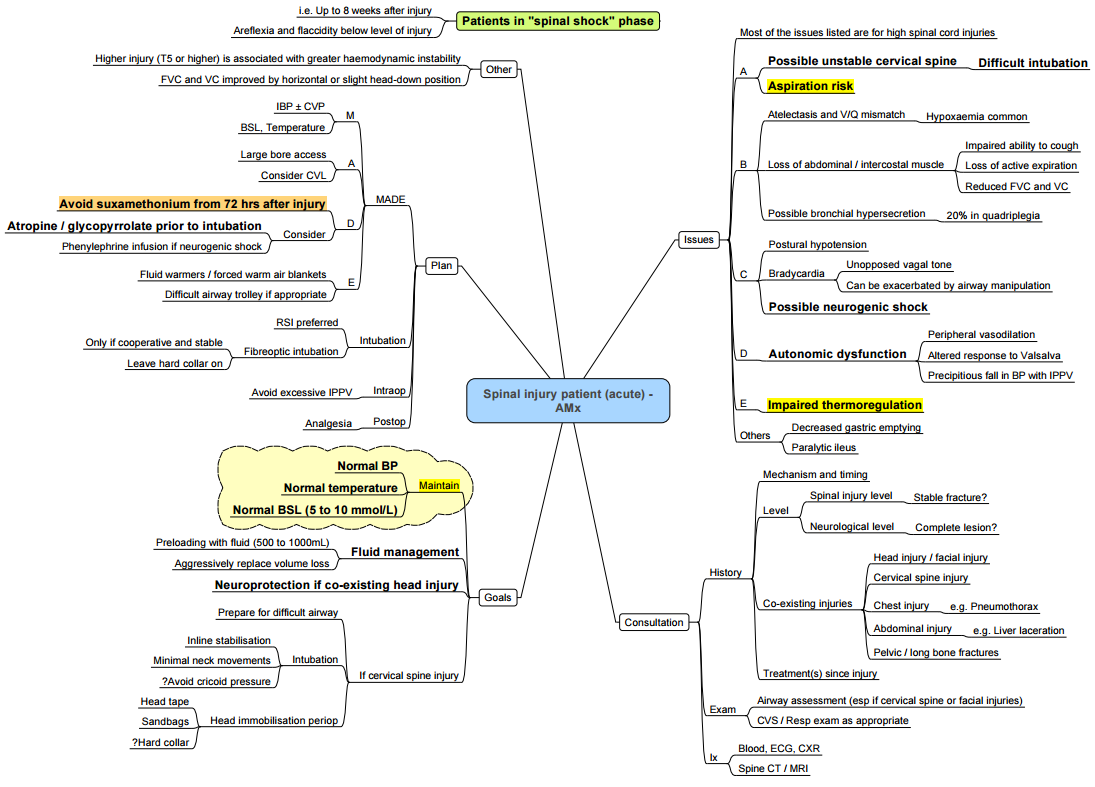 Spinal injury patient (acute) -
AMx
Patients in "spinal shock" phase
i.e. Up to 8 weeks after injury
Areflexia and flaccidity below level of injury
Other
Higher injury (T5 or higher) is associated with greater haemodynamic instability
FVC and VC improved by horizontal or slight head-down position
Issues
Most of the issues listed are for high spinal cord injuries
A
Possible unstable cervical spine
Difficult intubation
Aspiration risk
B
Atelectasis and V/Q mismatch
Hypoxaemia common
Loss of abdominal / intercostal muscle
Impaired ability to cough
Loss of active expiration
Reduced FVC and VC
Possible bronchial hypersecretion
20% in quadriplegia
C
Postural hypotension
Bradycardia
Unopposed vagal tone
Can be exacerbated by airway manipulation
Possible neurogenic shock
D
Autonomic dysfunction
Peripheral vasodilation
Altered response to Valsalva
Precipitious fall in BP with IPPV
E
Impaired thermoregulation
Others
Decreased gastric emptying
Paralytic ileus
Consultation
History
Mechanism and timing
Level
Spinal injury level
Stable fracture?
Neurological level
Complete lesion?
Co-existing injuries
Head injury / facial injury
Cervical spine injury
Chest injury
e.g. Pneumothorax
Abdominal injury
e.g. Liver laceration
Pelvic / long bone fractures
Treatment(s) since injury
Exam
Airway assessment (esp if cervical spine or facial injuries)
CVS / Resp exam as appropriate
Ix
Blood, ECG, CXR
Spine CT / MRI
Plan
MADE
M
IBP ± CVP
BSL, Temperature
A
Large bore access
Consider CVL
D
Avoid suxamethonium from 72 hrs after injury
Consider
Atropine / glycopyrrolate prior to intubation
Phenylephrine infusion if neurogenic shock
E
Fluid warmers / forced warm air blankets
Difficult airway trolley if appropriate
Intubation
RSI preferred
Fibreoptic intubation
Only if cooperative and stable
Leave hard collar on
Intraop
Avoid excessive IPPV
Postop
Analgesia
Goals
Maintain
Normal BP
Normal temperature
Normal BSL (5 to 10 mmol/L)
Fluid management
Preloading with fluid (500 to 1000mL)
Aggressively replace volume loss
Neuroprotection if co-existing head injury
If cervical spine injury
Prepare for difficult airway
Intubation
Inline stabilisation
Minimal neck movements
?Avoid cricoid pressure
Head immobilisation periop
Head tape
Sandbags
?Hard collar